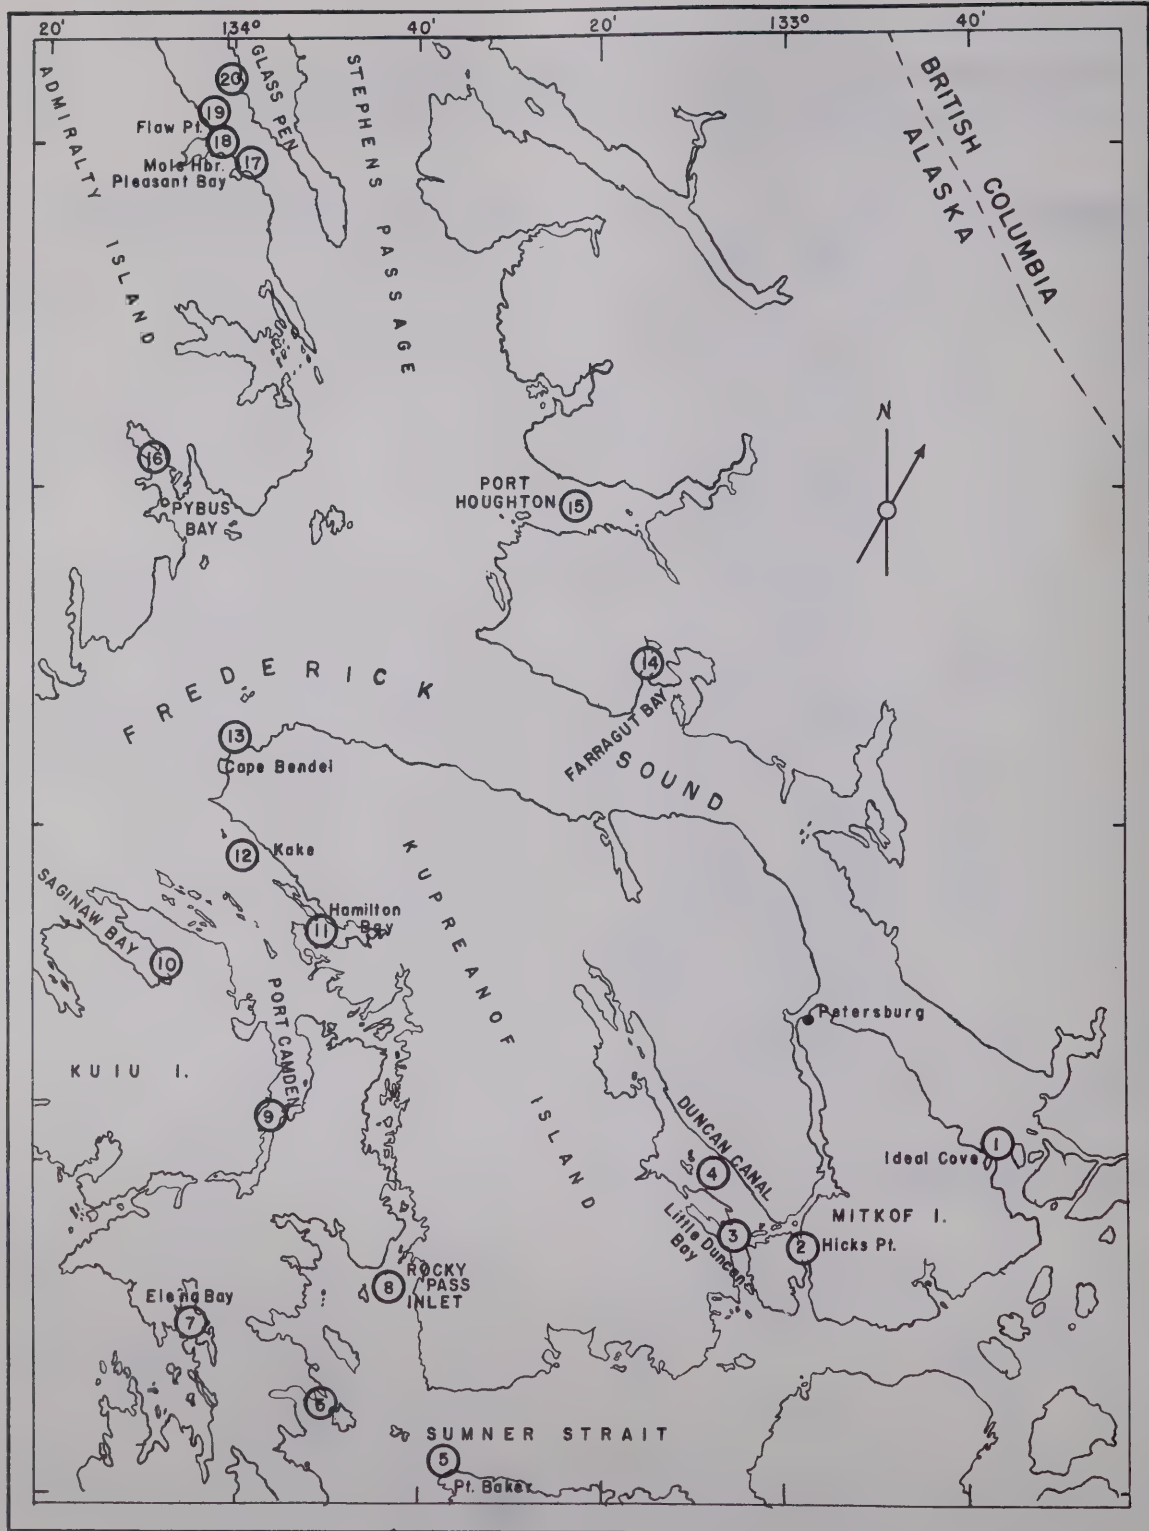 20'
134°
40'
20'
133°
40'
ADMIRALTY ISLAND
GLASS PEN
STEPHENS PASSAGE
BRITISH COLUMBIA
ALASKA
20
19
Flaw Pt.
18
Mole Hbr.
17
Pleasant Bay
N
16
PYBUS
BAY
PORT
HOUGHTON
15
14
FARRAGUT BAY
FREDERICK SOUND
13
Cape Bendel
12
Kake
KUPREANOF ISLAND
SAGINAW BAY
10
Hamilton
Bay
11
PORT CAMDEN
Petersburg
KUIU I.
9
DUNCAN CANAL
1
Ideal Cove
4
MITKOF I.
Little Duncan
Bay
3
2
Hicks Pt.
ROCKY
PASS
INLET
8
Elena Bay
7
6
SUMNER STRAIT
5
Pt. Baker